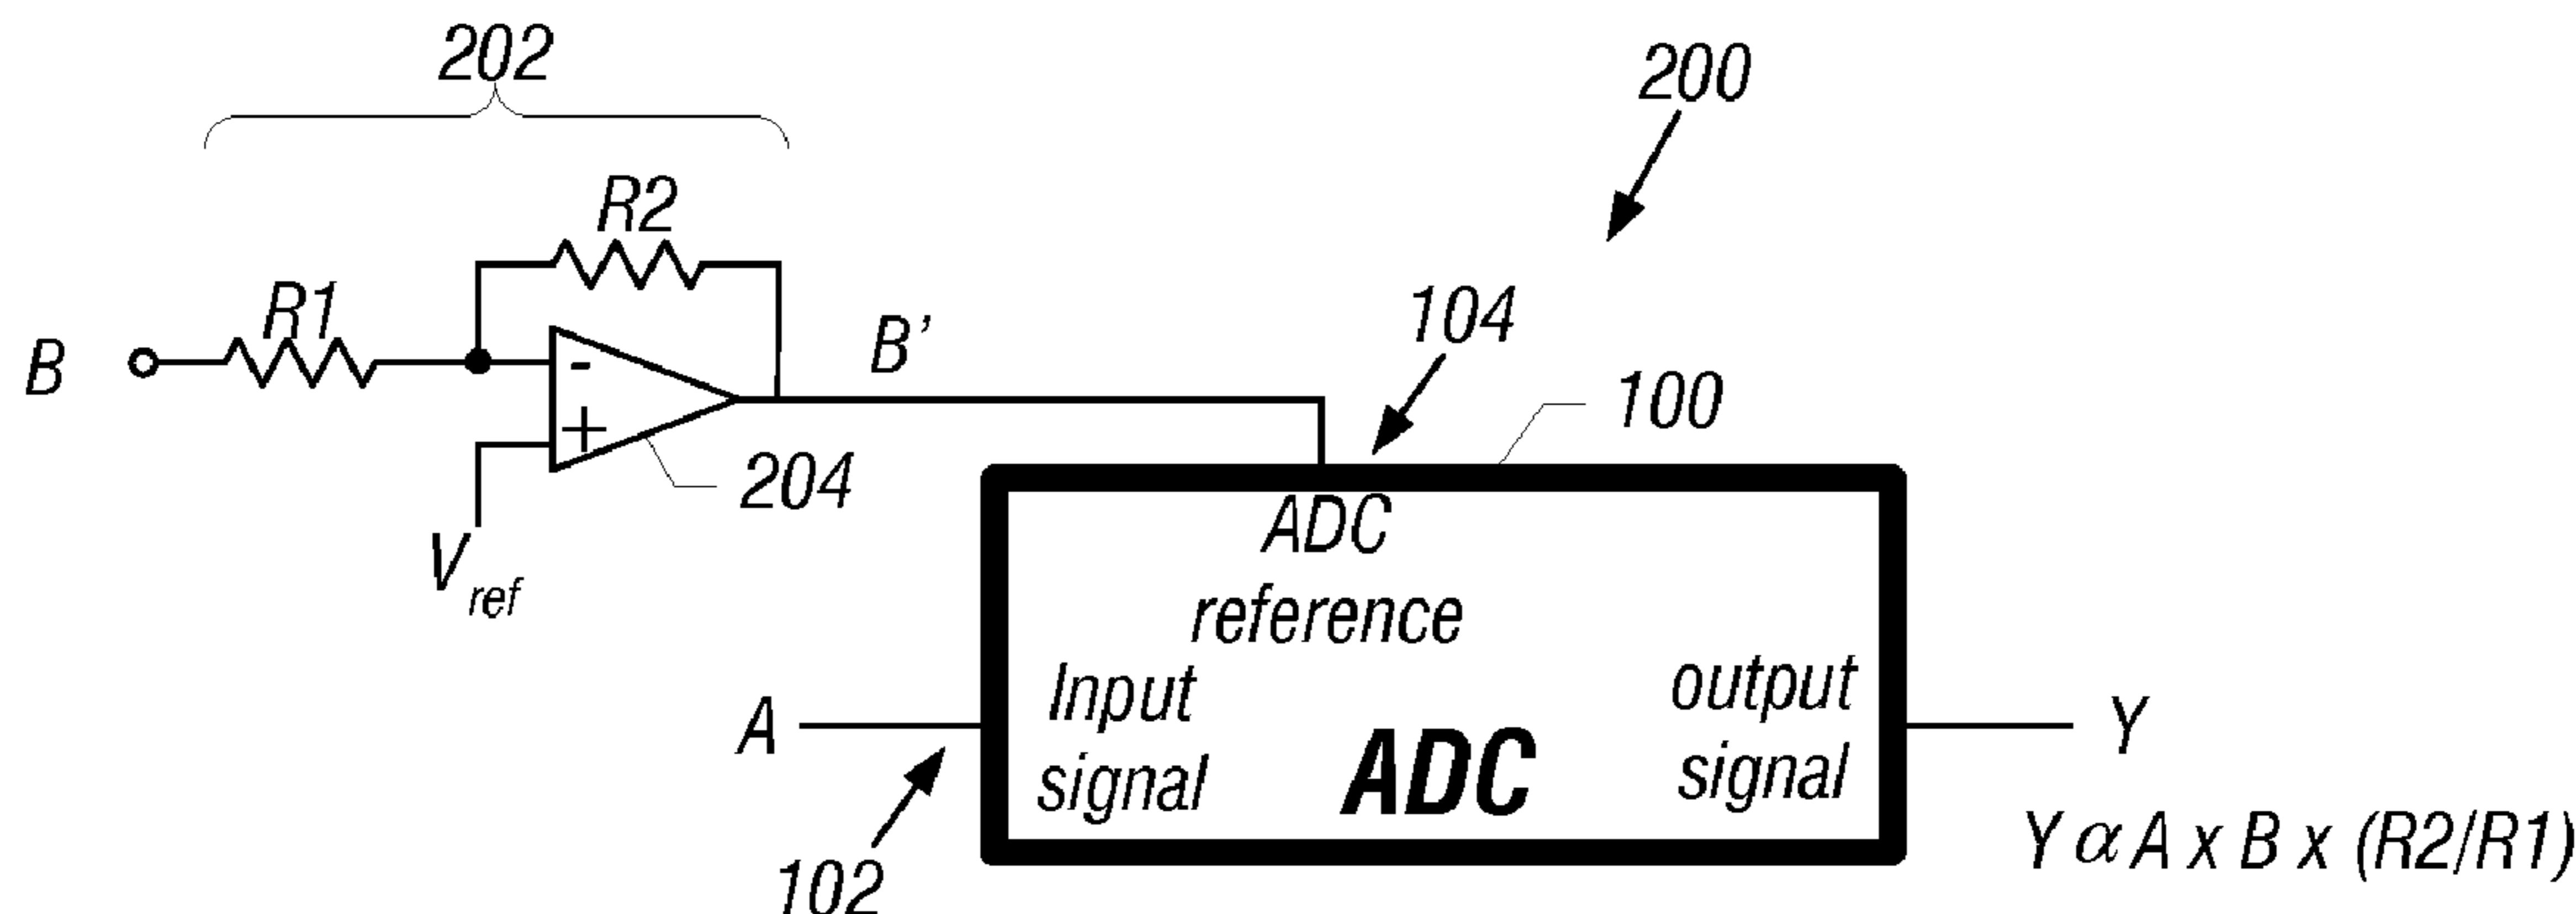 202
200
R2
R1
B
B’
104
100
-
+
204
V ref
ADC
reference
Input
signal
ADC
output
signal
A
Y
102
Y α A x B x (R2/R1)